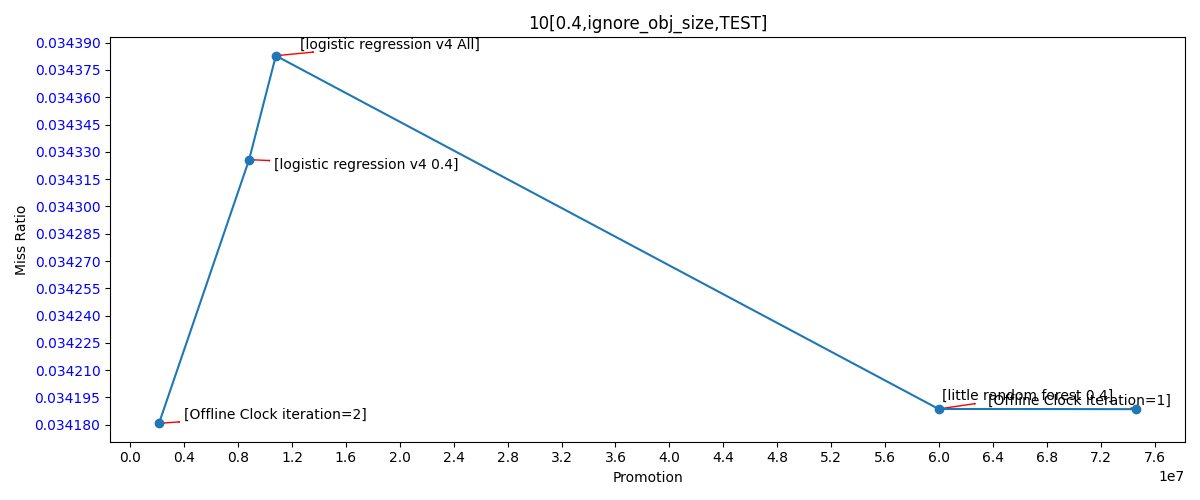 10[0.4,ignore_obj_size,TEST]
0.034390
0.034375
0.034360
0.034345
0.034330
0.034315
0.034300
0.034285
0.034270
0.034255
0.034240
0.034225
0.034210
0.034195
0.034180
Miss Ratio
[logistic regression v4 All]
[logistic regression v4 0.4]
[Offline Clock iteration=2]
[little random forest 0.4]
[Offline Clock iteration=1]
0.0 0.4 0.8 1.2 1.6 2.0 2.4 2.8 3.2 3.6 4.0 4.4 4.8 5.2 5.6 6.0 6.4 6.8 7.2 7.6
1e7
Promotion